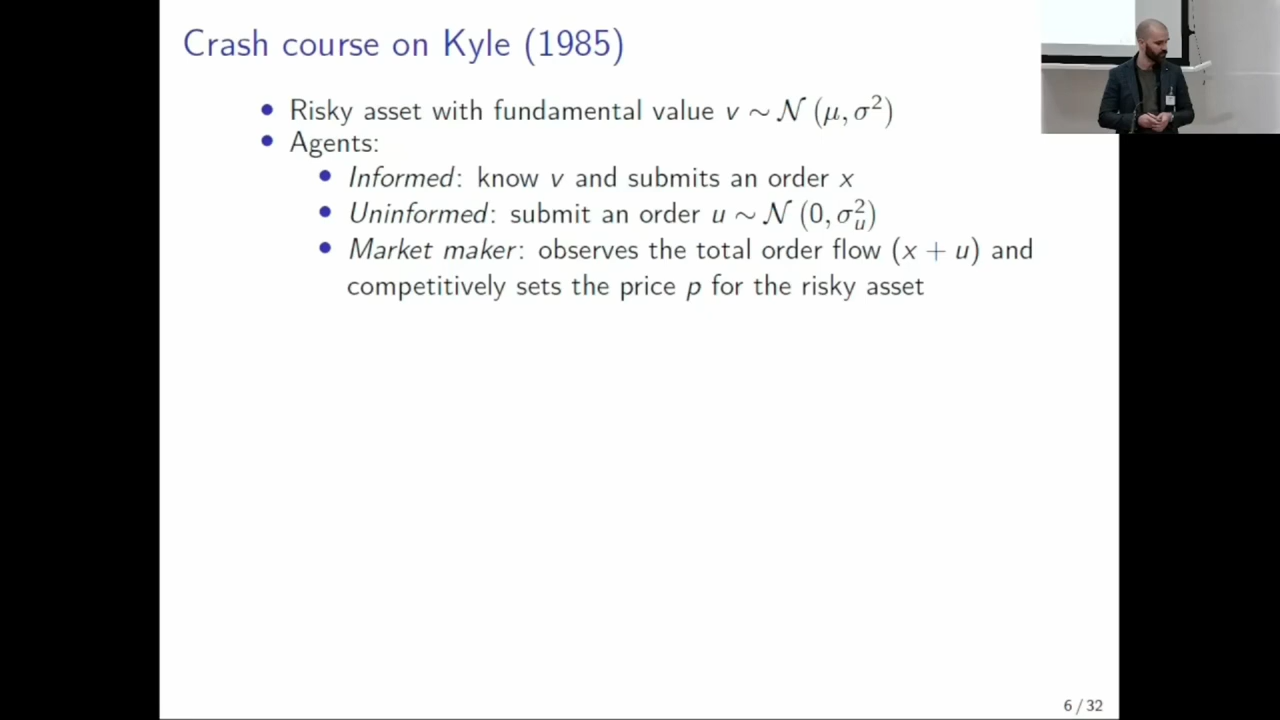 Crash course on Kyle (1985)
• Risky asset with fundamental value v ∼ 𝒩 (μ, σ²)
• Agents:
• Informed: know v and submits an order x
• Uninformed: submit an order u ∼ 𝒩 (0, σᵤ²)
• Market maker: observes the total order flow (x + u) and
competitively sets the price p for the risky asset
6 / 32